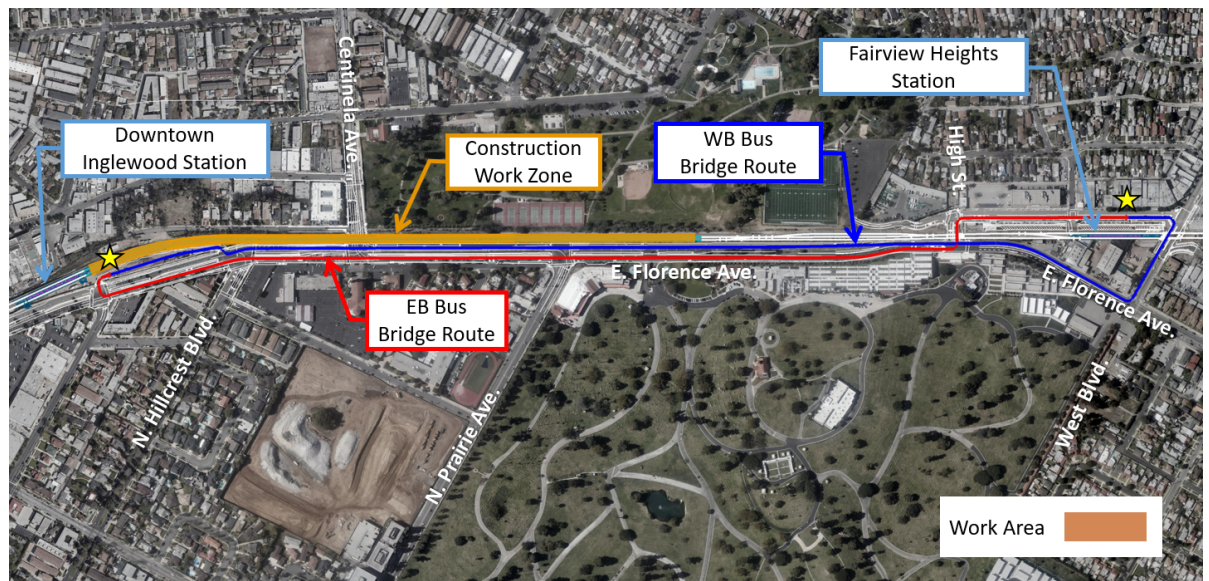 Centinela Ave.
Fairview Heights
Station
Downtown
Inglewood Station
Construction
Work Zone
WB Bus
Bridge Route
High St.
E. Florence Ave.
E. Florence Ave.
EB Bus
Bridge Route
N. Hillcrest Blvd.
N. Prairie Ave.
West Blvd.
Work Area